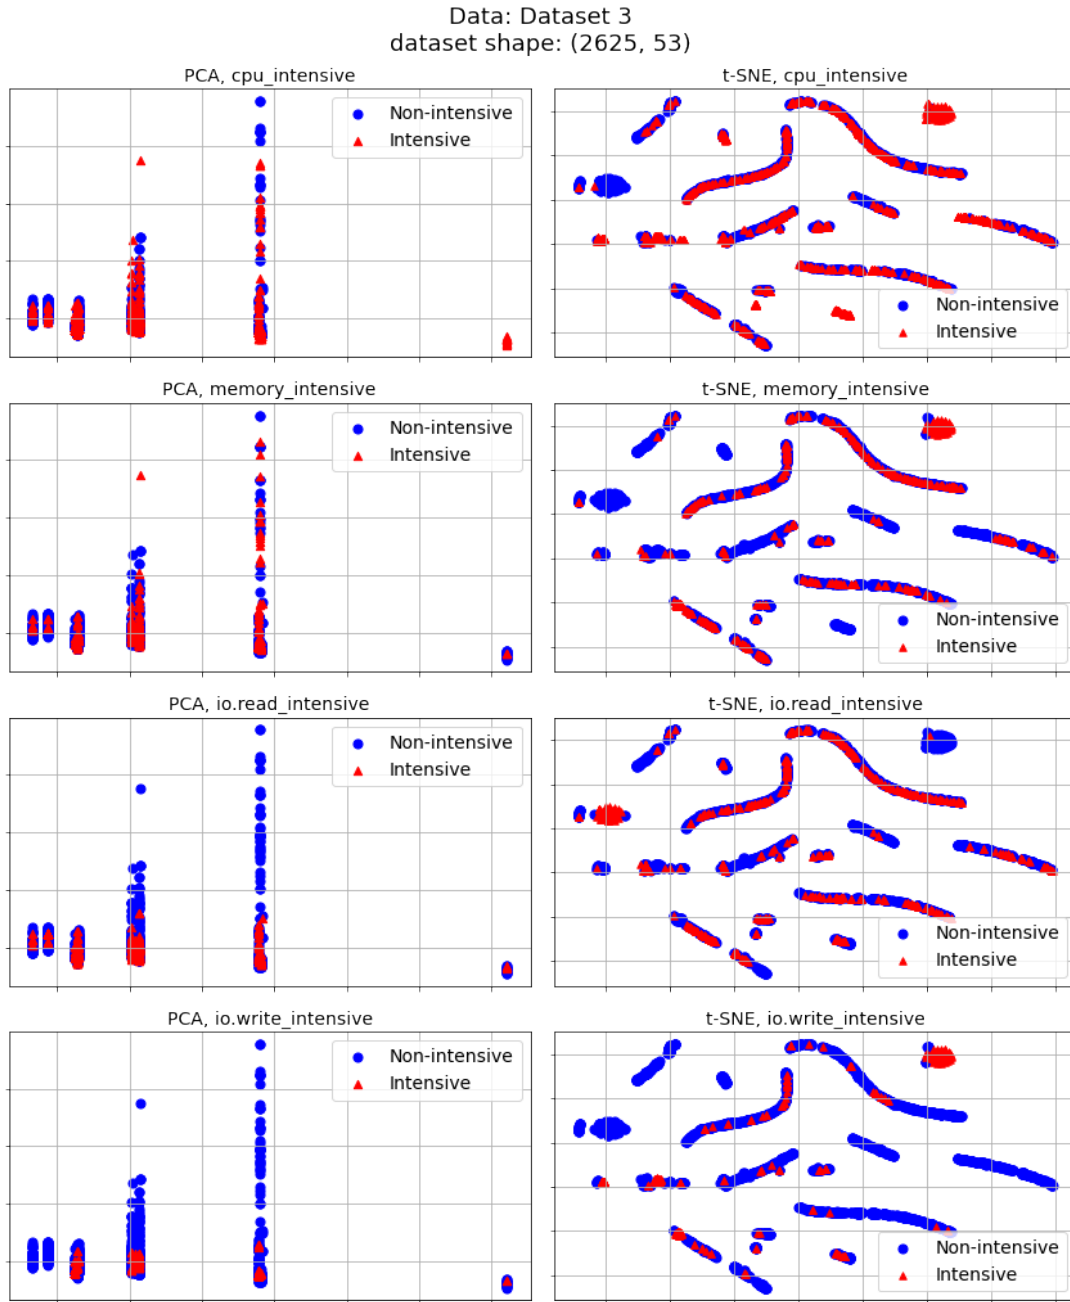 Data: Dataset 3
dataset shape: (2625, 53)
PCA, cpu_intensive
Non-intensive
Intensive
t-SNE, cpu_intensive
Non-intensive
Intensive
PCA, memory_intensive
Non-intensive
Intensive
t-SNE, memory_intensive
Non-intensive
Intensive
PCA, io.read_intensive
Non-intensive
Intensive
t-SNE, io.read_intensive
Non-intensive
Intensive
PCA, io.write_intensive
Non-intensive
Intensive
t-SNE, io.write_intensive
Non-intensive
Intensive